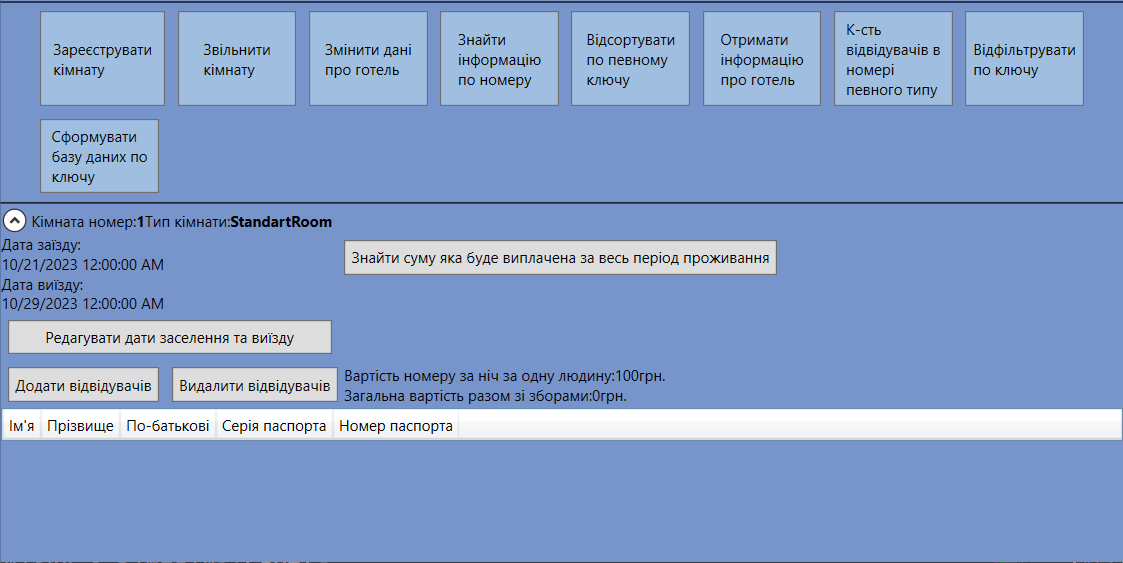 Зареєструвати
кімнату
Звільнити
кімнату
Змінити дані
про готель
Знайти
інформацію
по номеру
Відсортувати
по певному
ключу
Отримати
інформацію
про готель
К-сть
відвідувачів в
номері
певного типу
Відфільтрувати
по ключу
Сформувати
базу даних по
ключу
Кімната номер:1Тип кімнати:StandartRoom
Дата заїзду:
10/21/2023 12:00:00 AM
Знайти суму яка буде виплачена за весь період проживання
Дата виїзду:
10/29/2023 12:00:00 AM
Редагувати дати заселення та виїзду
Додати відвідувачів
Видалити відвідувачів
Вартість номеру за ніч за одну людину:100грн.
Загальна вартість разом зі зборами:0грн.
Ім'я Прізвище По-батькові Серія паспорта Номер паспорта